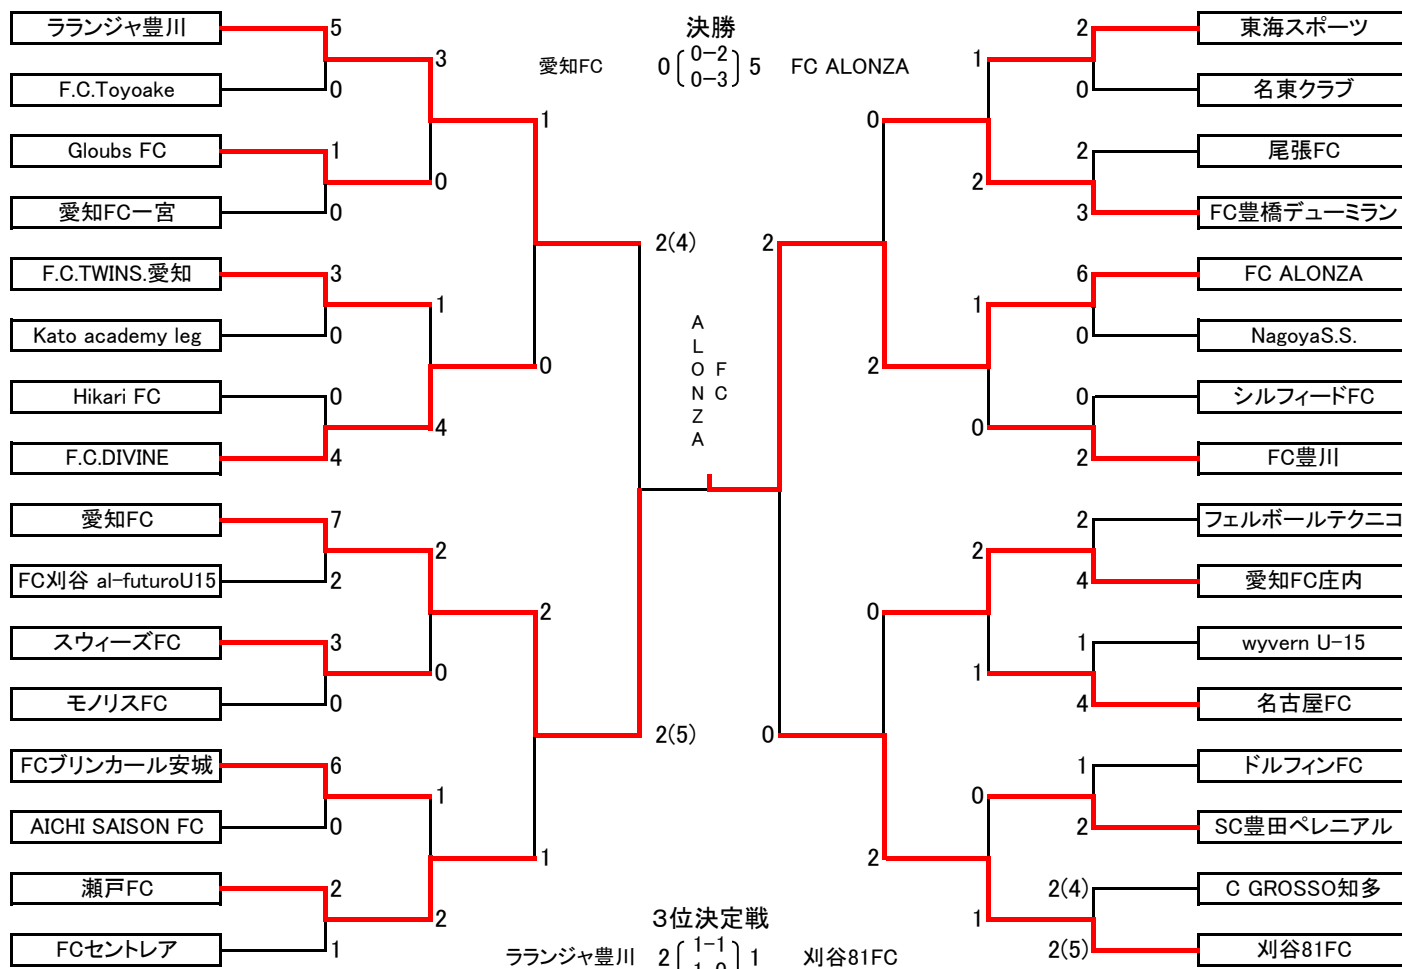 決勝
愛知FC 0 0-2 5 FC ALONZA
0-3
ラランジャ豊川 5
F.C.Toyoake 0
3
Gloubs FC 1
愛知FC一宮 0
0
1
F.C.TWINS.愛知 3
Kato academy leg 0
1
Hikari FC 0
F.C.DIVINE 4
4
0
2(4)
愛知FC 7
FC刈谷 al-futuroU15 2
2
スウィーズFC 3
モノリスFC 0
0
2
FCブリンカール安城 6
AICHI SAISON FC 0
1
瀬戸FC 2
FCセントレア 1
2
1
2(5)
FC ALONZA
2 東海スポーツ
0 名東クラブ
1
2 尾張FC
3 FC豊橋デューミラン
2
0
6 FC ALONZA
0 NagoyaS.S.
1
0 シルフィードFC
2 FC豊川
0
2
2
2 フェルボールテクニコ
4 愛知FC庄内
2
1 wyvern U-15
4 名古屋FC
1
0
1 ドルフィンFC
2 SC豊田ペレニアル
0
2(4) C GROSSO知多
2(5) 刈谷81FC
1
2
0
3位決定戦
ラランジャ豊川 2 1-1 1 刈谷81FC
1-0